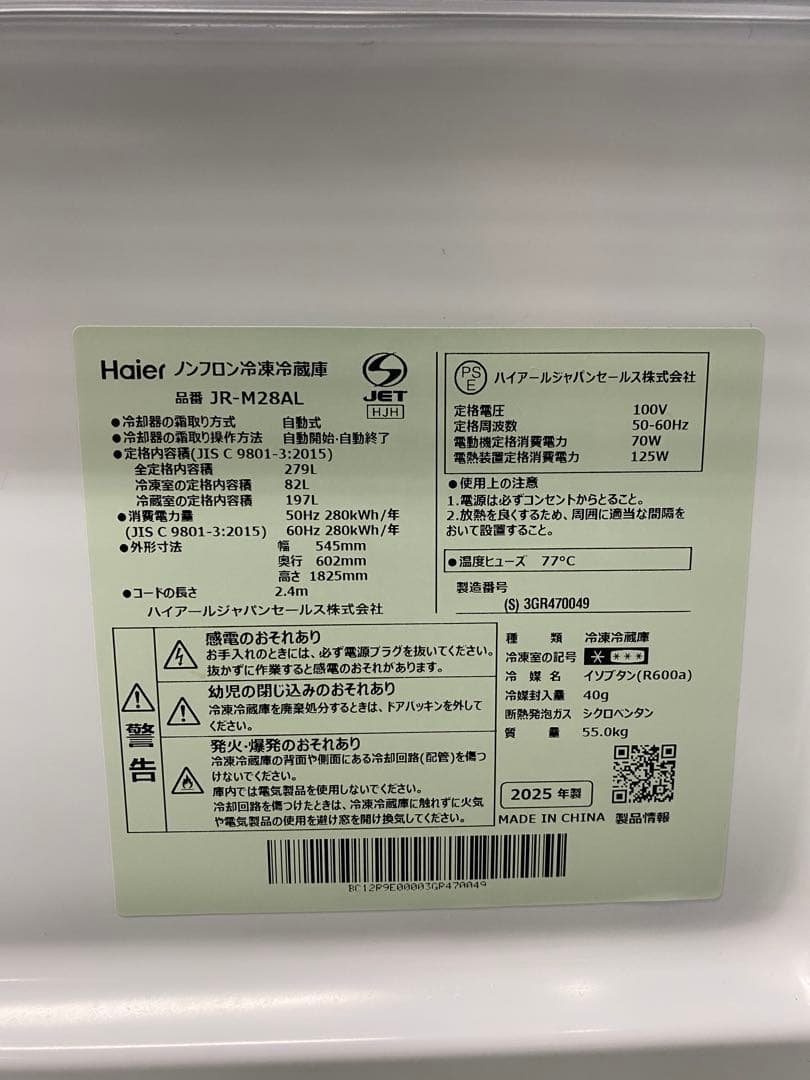 Haier ノンフロン冷凍冷蔵庫
品番 JR-M28AL
JET
HJH
●冷却器の霜取り方式 自動式
●冷却器の霜取り操作方法 自動開始・自動終了
●定格内容積(JIS C 9801-3:2015)
全定格内容積 279L
冷凍室の定格内容積 82L
冷蔵室の定格内容積 197L
●消費電力量 50Hz 280kWh/年
(JIS C 9801-3:2015) 60Hz 280kWh/年
●外形寸法 幅 545mm
奥行 602mm
高さ 1825mm
●コードの長さ 2.4m
ハイアールジャパンセールス株式会社
PS
E
ハイアールジャパンセールス株式会社
定格電圧 100V
定格周波数 50-60Hz
電動機定格消費電力 70W
電熱装置定格消費電力 125W
●使用上の注意
1.電源は必ずコンセントからとること。
2.放熱を良くするため、周囲に適当な間隔を
おいて設置すること。
●温度ヒューズ 77°C
製造番号
(S) 3GR470049
警告
感電のおそれあり
お手入れのときには、必ず電源プラグを抜いてください。
抜かずに作業すると感電のおそれがあります。
幼児の閉じ込みのおそれあり
冷凍冷蔵庫を廃棄処分するときは、ドアパッキンを外して
ください。
発火・爆発のおそれあり
冷凍冷蔵庫の背面や側面にある冷却回路(配管)を傷つ
けないでください。
庫内では電気製品を使用しないでください。
冷却回路を傷つけたときは、冷凍冷蔵庫に触れずに火気
や電気製品の使用を避け窓を開け換気してください。
種類 冷凍冷蔵庫
冷凍室の記号 * ***
冷媒名 イソブタン(R600a)
冷媒封入量 40g
断熱発泡ガス シクロペンタン
質量 55.0kg
2025 年製
MADE IN CHINA 製品情報
BC12R9E00003GR470049